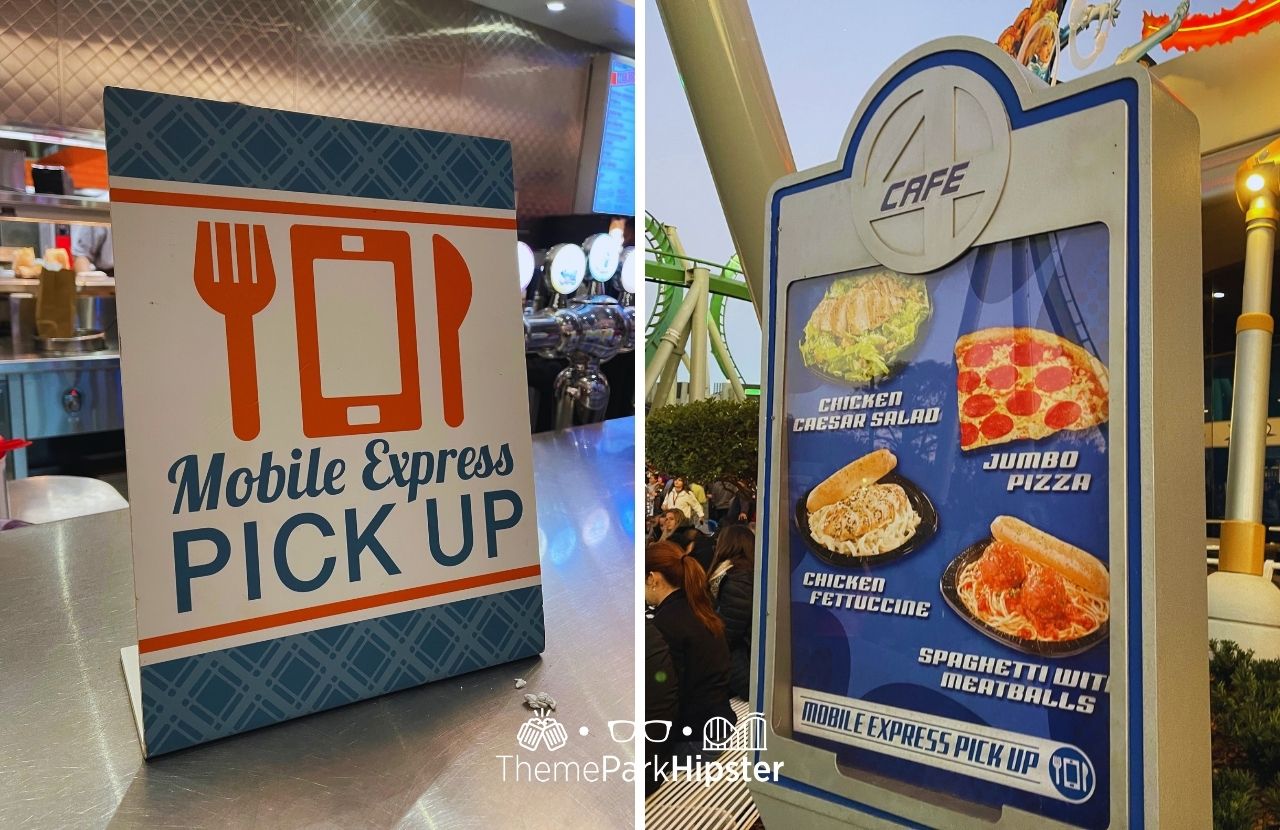 Mobile Express
PICK UP
4
CAFE
CHICKEN
CAESAR SALAD
JUMBO
PIZZA
CHICKEN
FETTUCCINE
SPAGHETTI WITH
MEATBALLS
MOBILE EXPRESS PICK UP
ThemeParkHipster